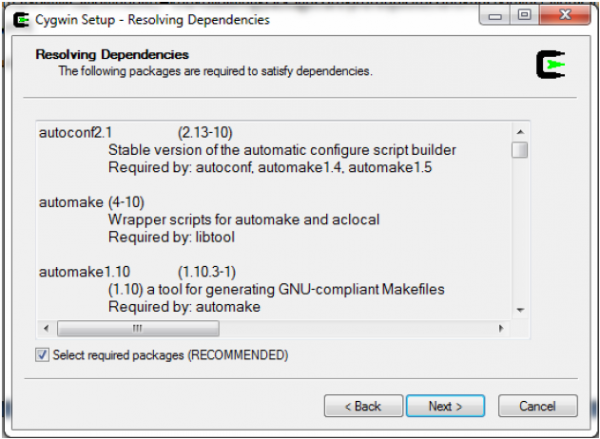 Cygwin Setup - Resolving Dependencies
Resolving Dependencies
The following packages are required to satisfy dependencies.
autoconf2.1 (2.13-10)
Stable version of the automatic configure script builder
Required by: autoconf, automake1.4, automake1.5
automake (4-10)
Wrapper scripts for automake and aclocal
Required by: libtool
automake1.10 (1.10.3-1)
(1.10) a tool for generating GNU-compliant Makefiles
Required by: automake
Select required packages (RECOMMENDED)
< Back Next > Cancel